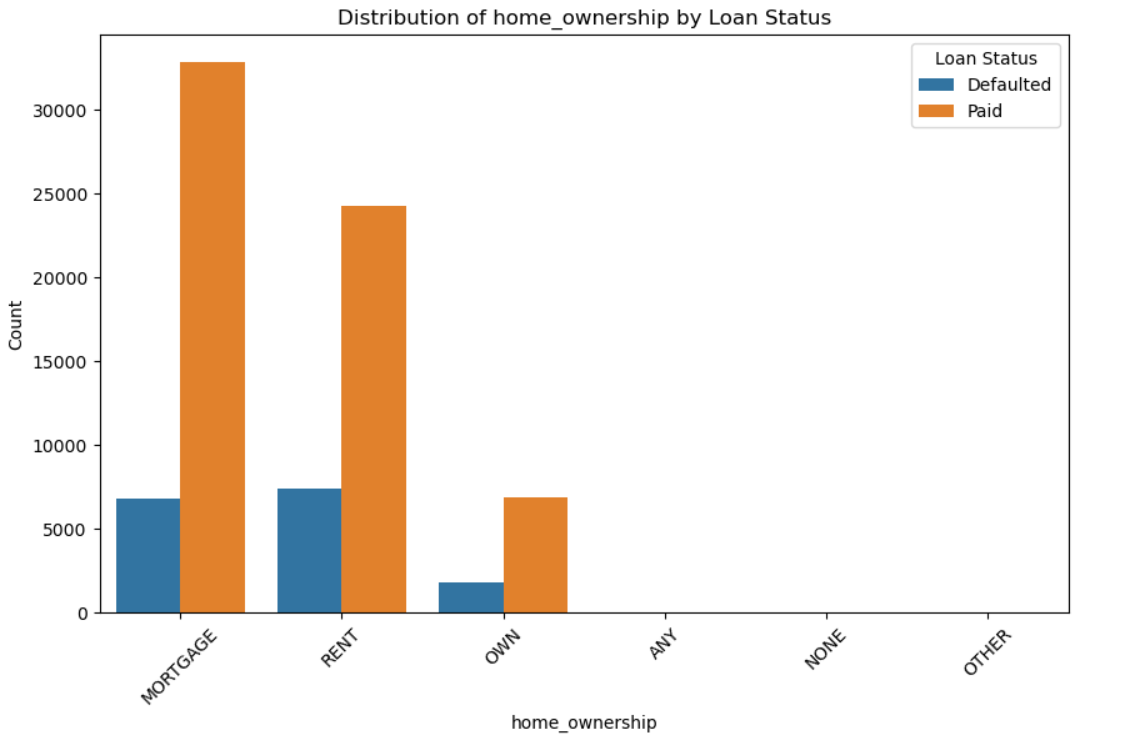 Distribution of home_ownership by Loan Status
Loan Status
Defaulted
Paid
30000
25000
20000
15000
10000
5000
0
Count
MORTGAGE
RENT
OWN
ANY
NONE
OTHER
home_ownership